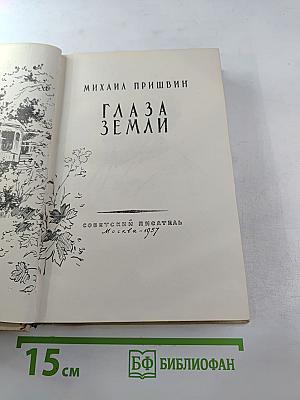 МИХАИЛ ПРИШВИН
ГЛАЗА
ЗЕМЛИ
СОВЕТСКИЙ ПИСАТЕЛЬ
Москва-1957
15 см
БФ БИБЛИОФАН